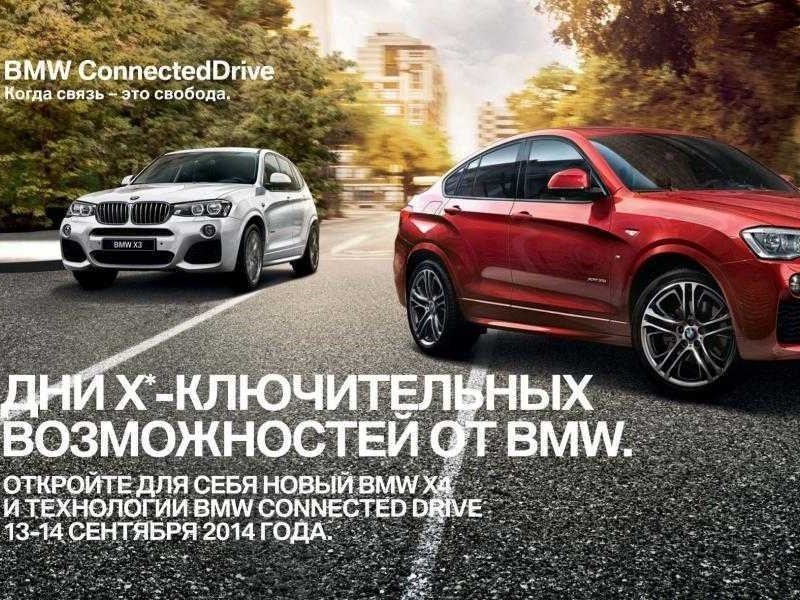 BMW ConnectedDrive
Когда связь – это свобода.
BMW X3
ДНИ X*-КЛЮЧИТЕЛЬНЫХ
ВОЗМОЖНОСТЕЙ ОТ BMW.
ОТКРОЙТЕ ДЛЯ СЕБЯ НОВЫЙ BMW X4
И ТЕХНОЛОГИИ BMW CONNECTED DRIVE
13-14 СЕНТЯБРЯ 2014 ГОДА.